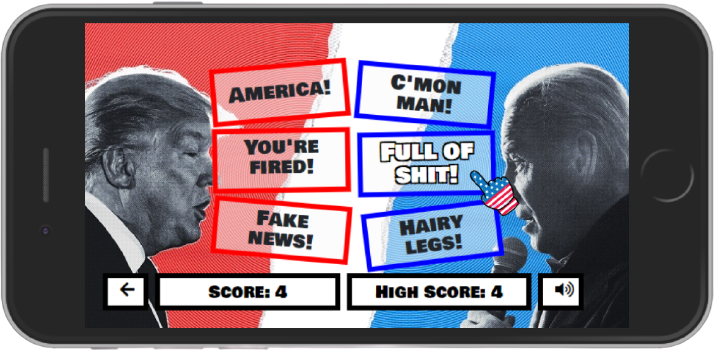 AMERICA!
C'MON
MAN!
YOU'RE
FIRED!
FULL OF
SHIT!
FAKE
NEWS!
HAIRY
LEGS!
SCORE: 4
HIGH SCORE: 4